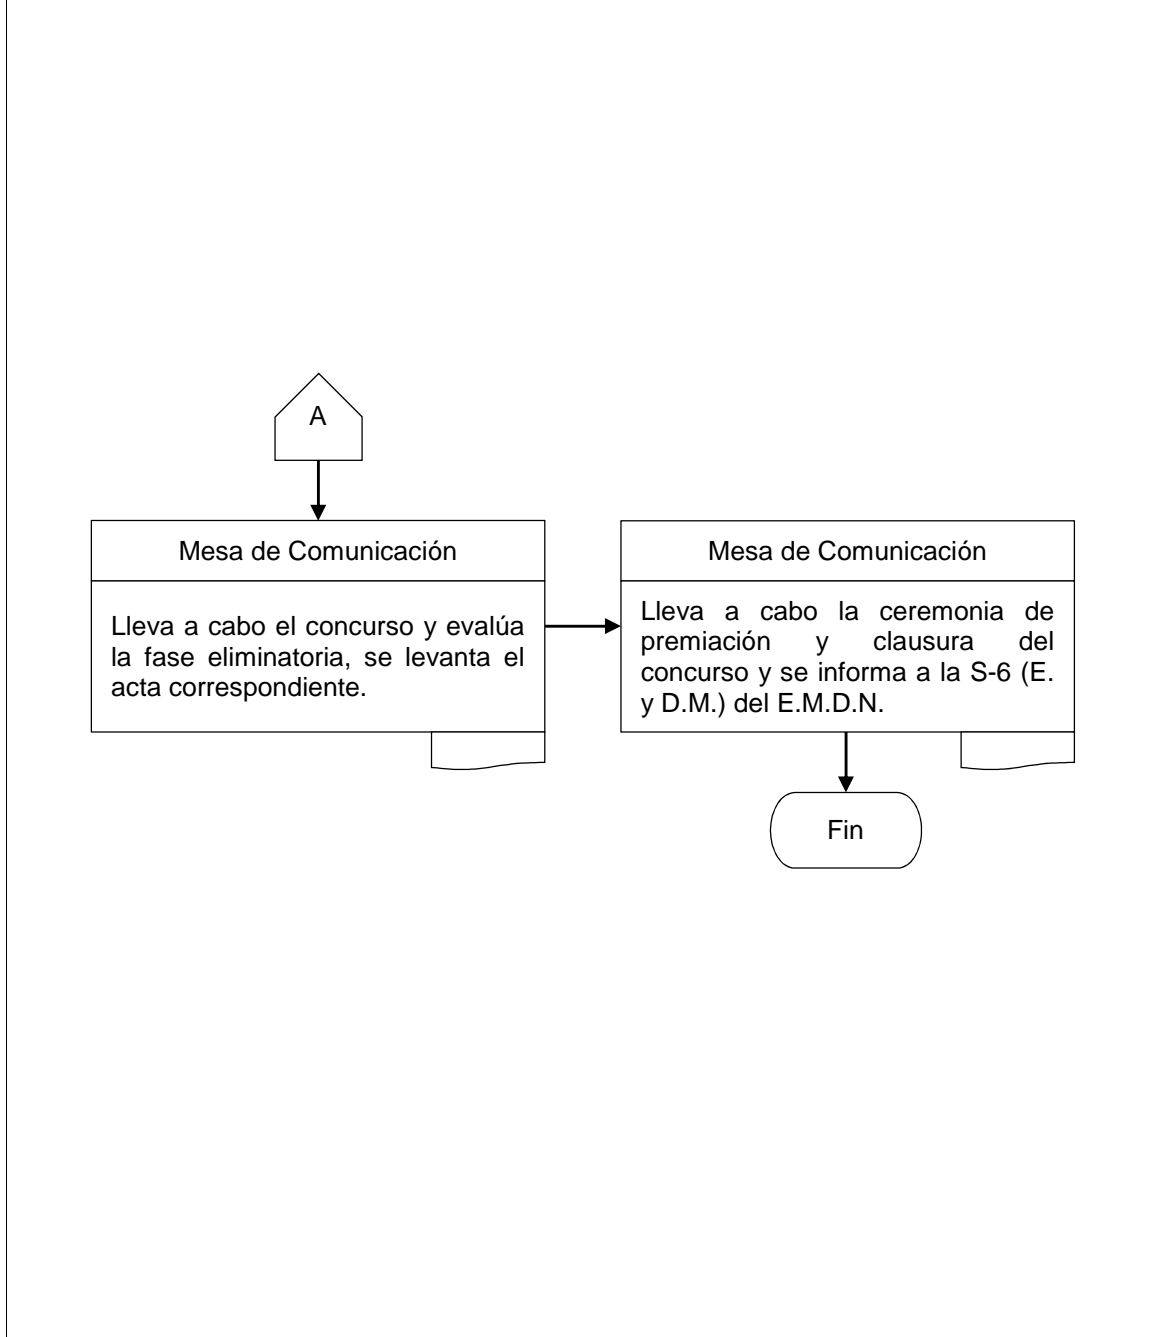 A
Mesa de Comunicación
Lleva a cabo el concurso y evalúa
la fase eliminatoria, se levanta el
acta correspondiente.
Mesa de Comunicación
Lleva a cabo la ceremonia de
premiación y clausura del
concurso y se informa a la S-6 (E.
y D.M.) del E.M.D.N.
Fin